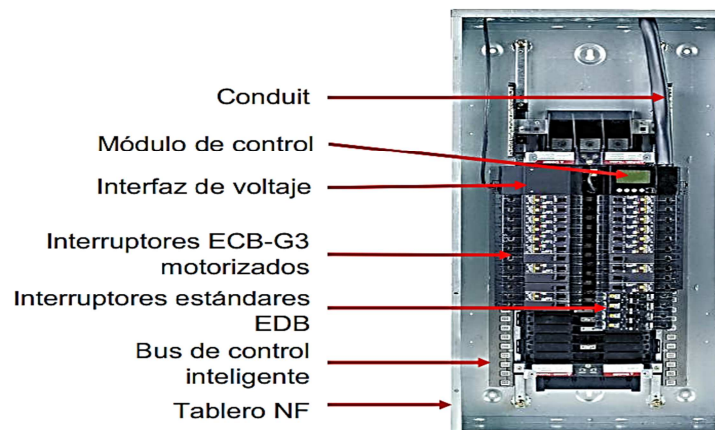 Conduit
Módulo de control
Interfaz de voltaje
Interruptores ECB-G3
motorizados
Interruptores estándares
EDB
Bus de control
inteligente
Tablero NF